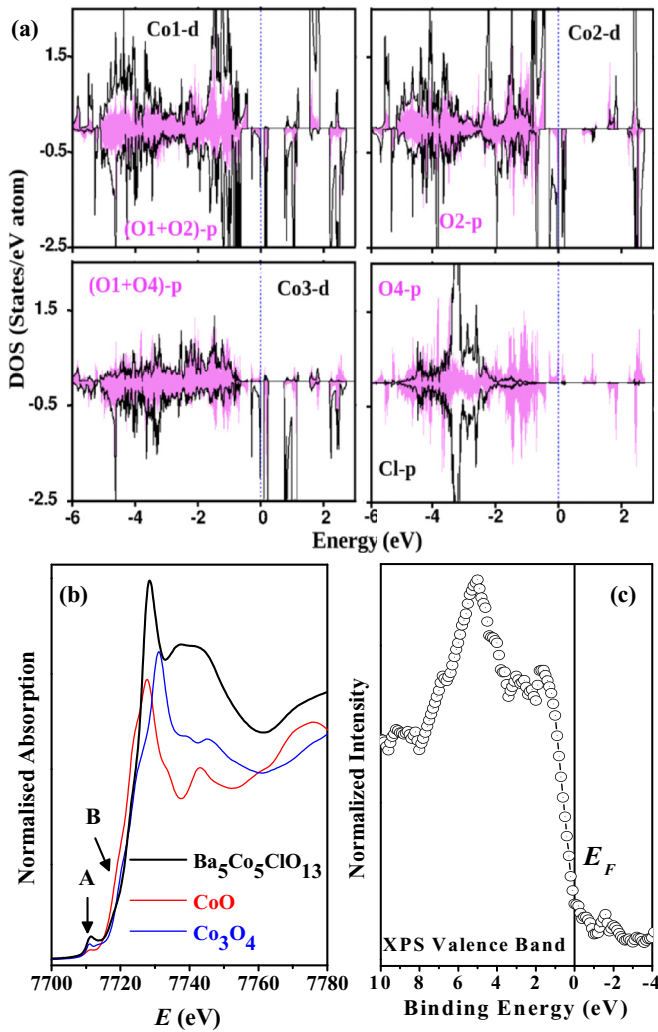 (a)
Co1-d
Co2-d
1.5
-0.5
-2.5
(O1+O2)-p
O2-p
(O1+O4)-p
Co3-d
O4-p
Cl-p
1.5
-0.5
-2.5
DOS (States/eV atom)
-6 -4 -2 0 2
-6 -4 -2 0 2
Energy (eV)
(b)
Normalised Absorption
B
A
Ba5Co5ClO13
CoO
Co3O4
7700 7720 7740 7760 7780
E (eV)
(c)
Normalized Intensity
EF
XPS Valence Band
10 8 6 4 2 0 -2 -4
Binding Energy (eV)